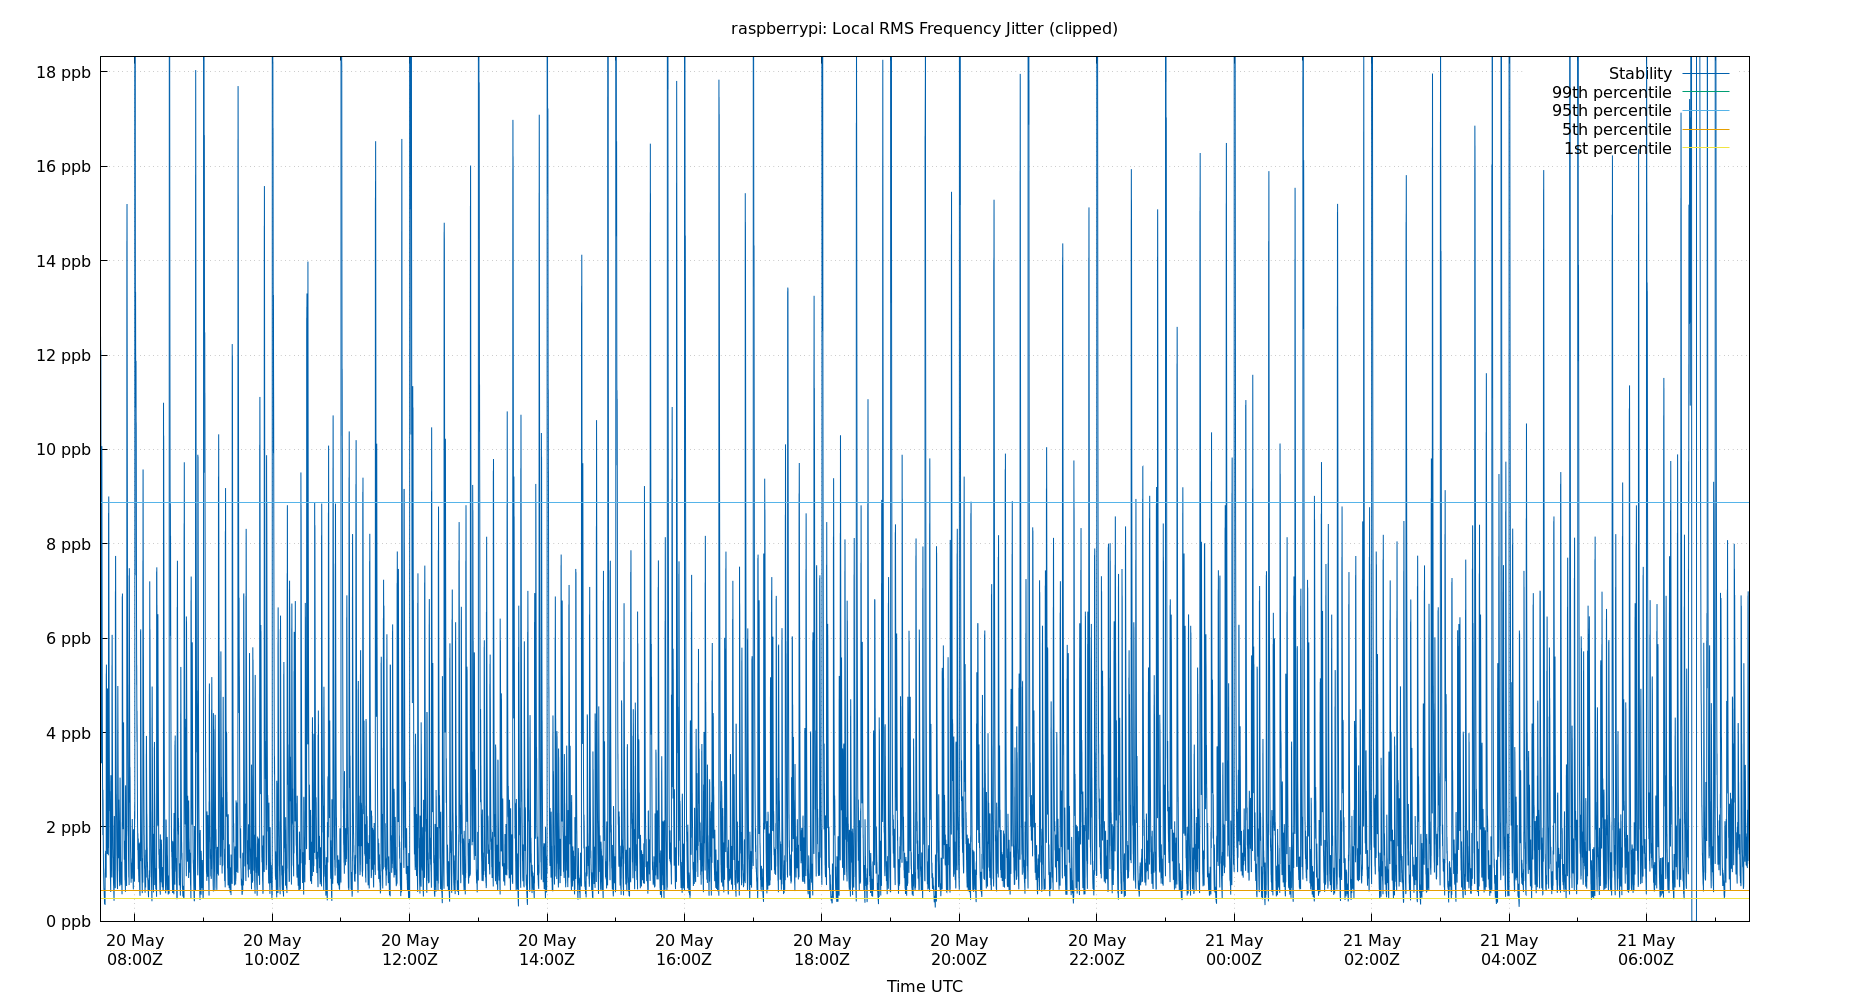 raspberrypi: Local RMS Frequency Jitter (clipped)
18 ppb
16 ppb
14 ppb
12 ppb
10 ppb
8 ppb
6 ppb
4 ppb
2 ppb
0 ppb
Stability
99th percentile
95th percentile
5th percentile
1st percentile
20 May 20 May 20 May 20 May 20 May 20 May 20 May 20 May 21 May 21 May 21 May 21 May
08:00Z 10:00Z 12:00Z 14:00Z 16:00Z 18:00Z 20:00Z 22:00Z 00:00Z 02:00Z 04:00Z 06:00Z
Time UTC